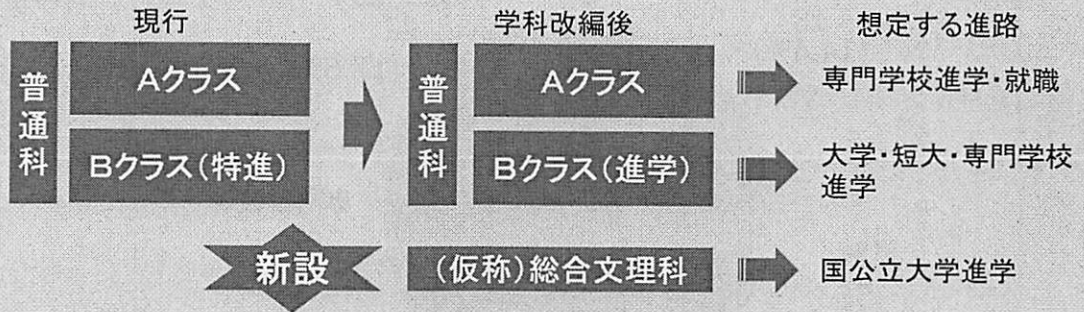 現行
学科改編後
想定する進路
普通科
Aクラス
Bクラス(特進)
普通科
Aクラス
Bクラス(進学)
専門学校進学・就職
大学・短大・専門学校
進学
新設
(仮称)総合文理科
国公立大学進学